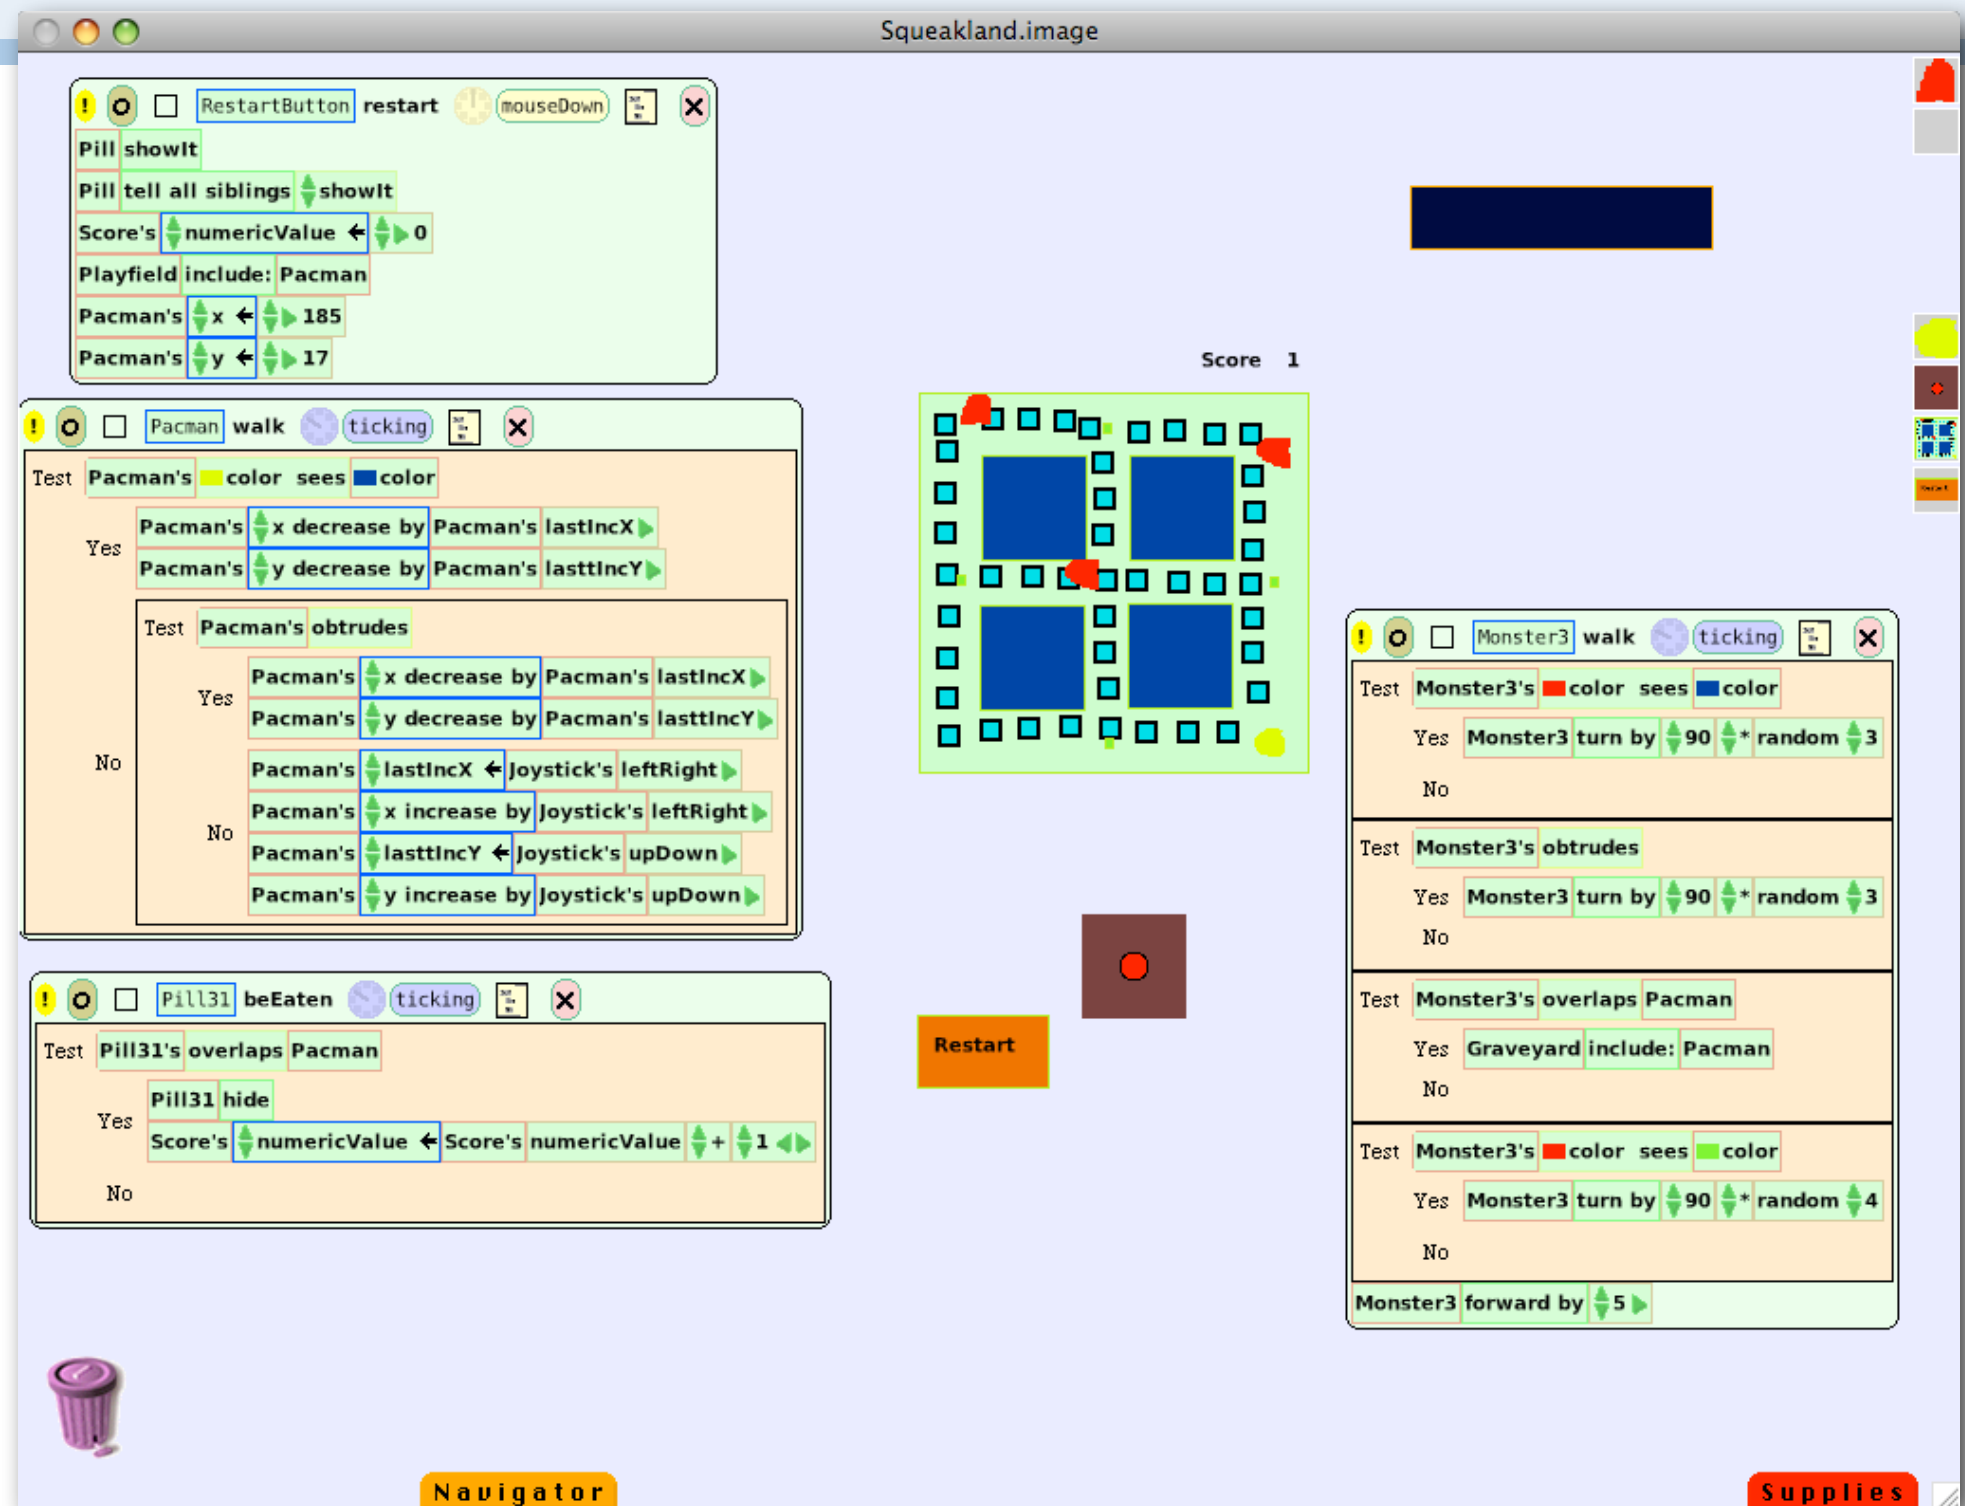 Squeakland.image
! O RestartButton restart mouseDown
Pill showIt
Pill tell all siblings showIt
Score's numericValue ← 0
Playfield include: Pacman
Pacman's x ← 185
Pacman's y ← 17
! O Pacman walk ticking
Test Pacman's color sees color
Yes
Pacman's x decrease by Pacman's lastIncX
Pacman's y decrease by Pacman's lasttIncY
No
Test Pacman's obtrudes
Yes
Pacman's x decrease by Pacman's lastIncX
Pacman's y decrease by Pacman's lasttIncY
No
Pacman's lastIncX ← Joystick's leftRight
Pacman's x increase by Joystick's leftRight
Pacman's lasttIncY ← Joystick's upDown
Pacman's y increase by Joystick's upDown
! O Pill31 beEaten ticking
Test Pill31's overlaps Pacman
Yes
Pill31 hide
Score's numericValue ← Score's numericValue + 1
No
Score 1
Restart
! O Monster3 walk ticking
Test Monster3's color sees color
Yes Monster3 turn by 90 * random 3
No
Test Monster3's obtrudes
Yes Monster3 turn by 90 * random 3
No
Test Monster3's overlaps Pacman
Yes Graveyard include: Pacman
No
Test Monster3's color sees color
Yes Monster3 turn by 90 * random 4
No
Monster3 forward by 5
Navigator
Supplies